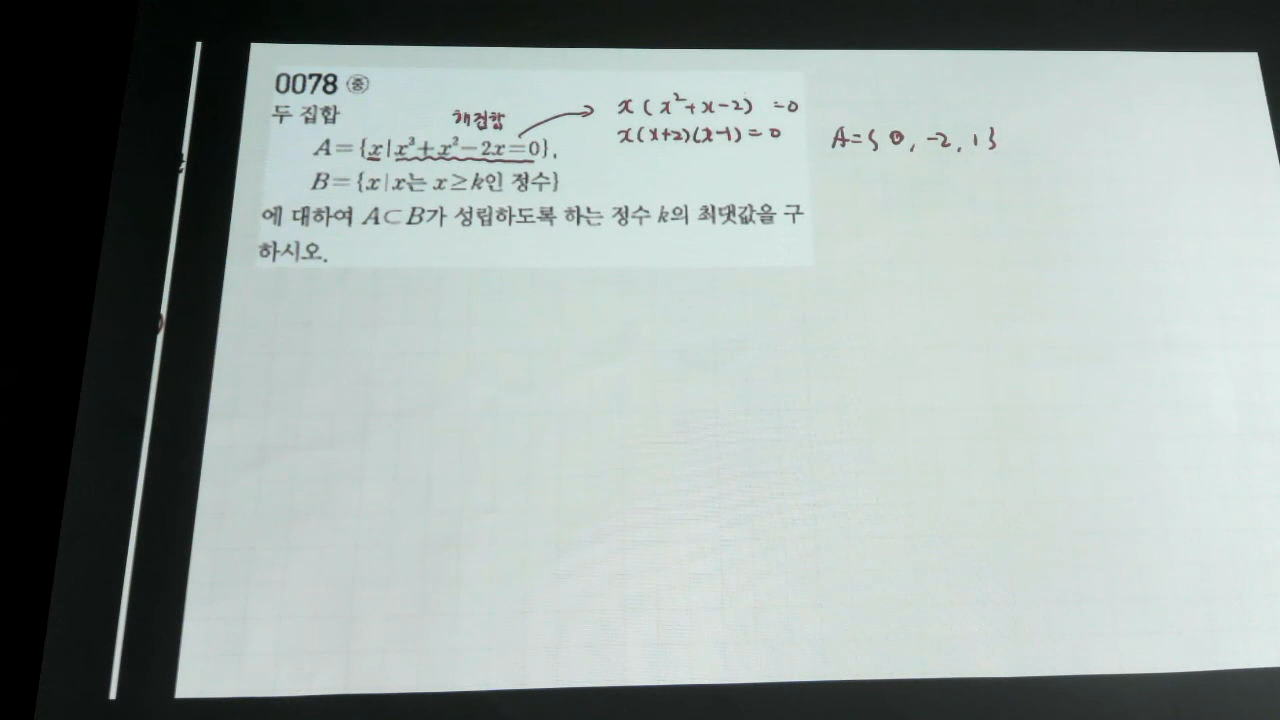 0078 중
두 집합
해집합
A={x|x³+x²-2x=0},
x(x²+x-2) =0
x(x+2)(x-1)=0
A={0, -2, 1}
B={x|x는 x≥k인 정수}
에 대하여 A⊂B가 성립하도록 하는 정수 k의 최댓값을 구
하시오.